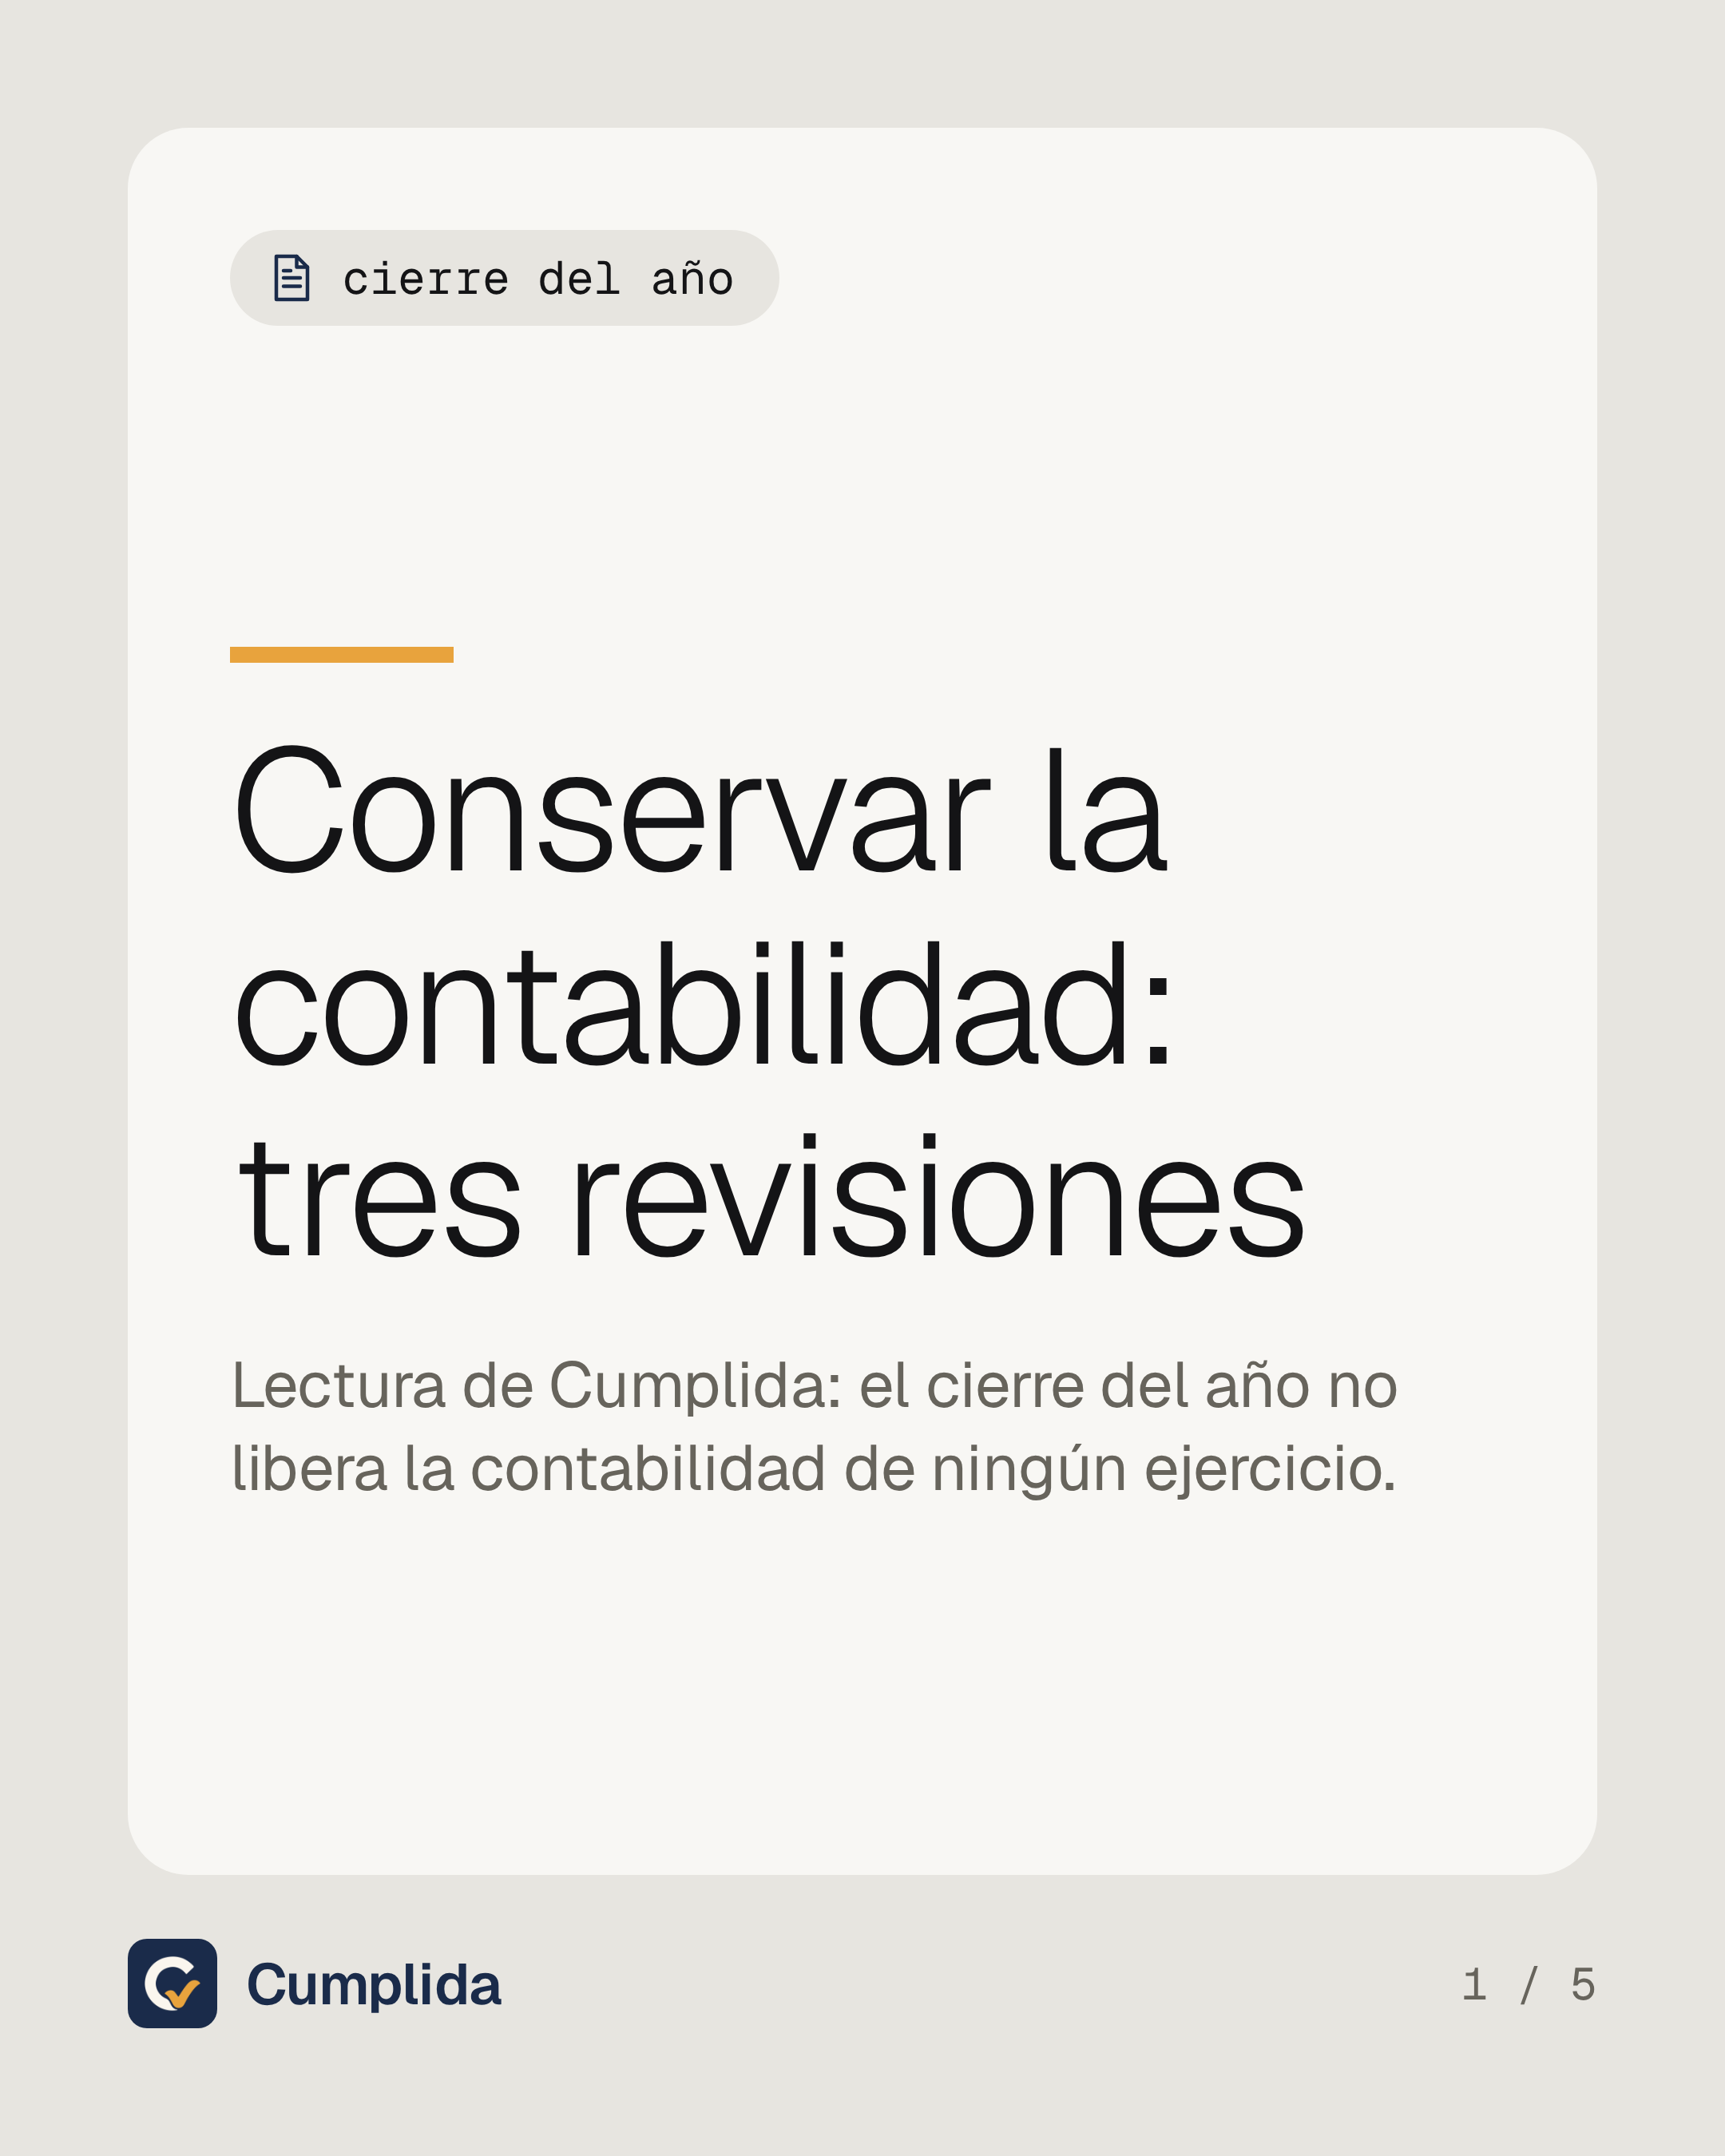 cierre del año
Conservar la
contabilidad:
tres revisiones
Lectura de Cumplida: el cierre del año no
libera la contabilidad de ningún ejercicio.
Cumplida
1 / 5